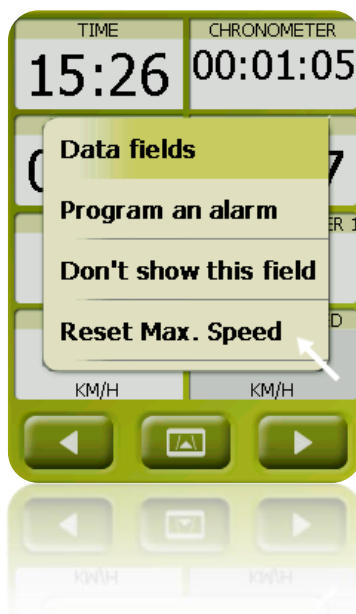 TIME CHRONOMETER
15:26 00:01:05
Data fields
Program an alarm
Don't show this field
Reset Max. Speed
KM/H KM/H